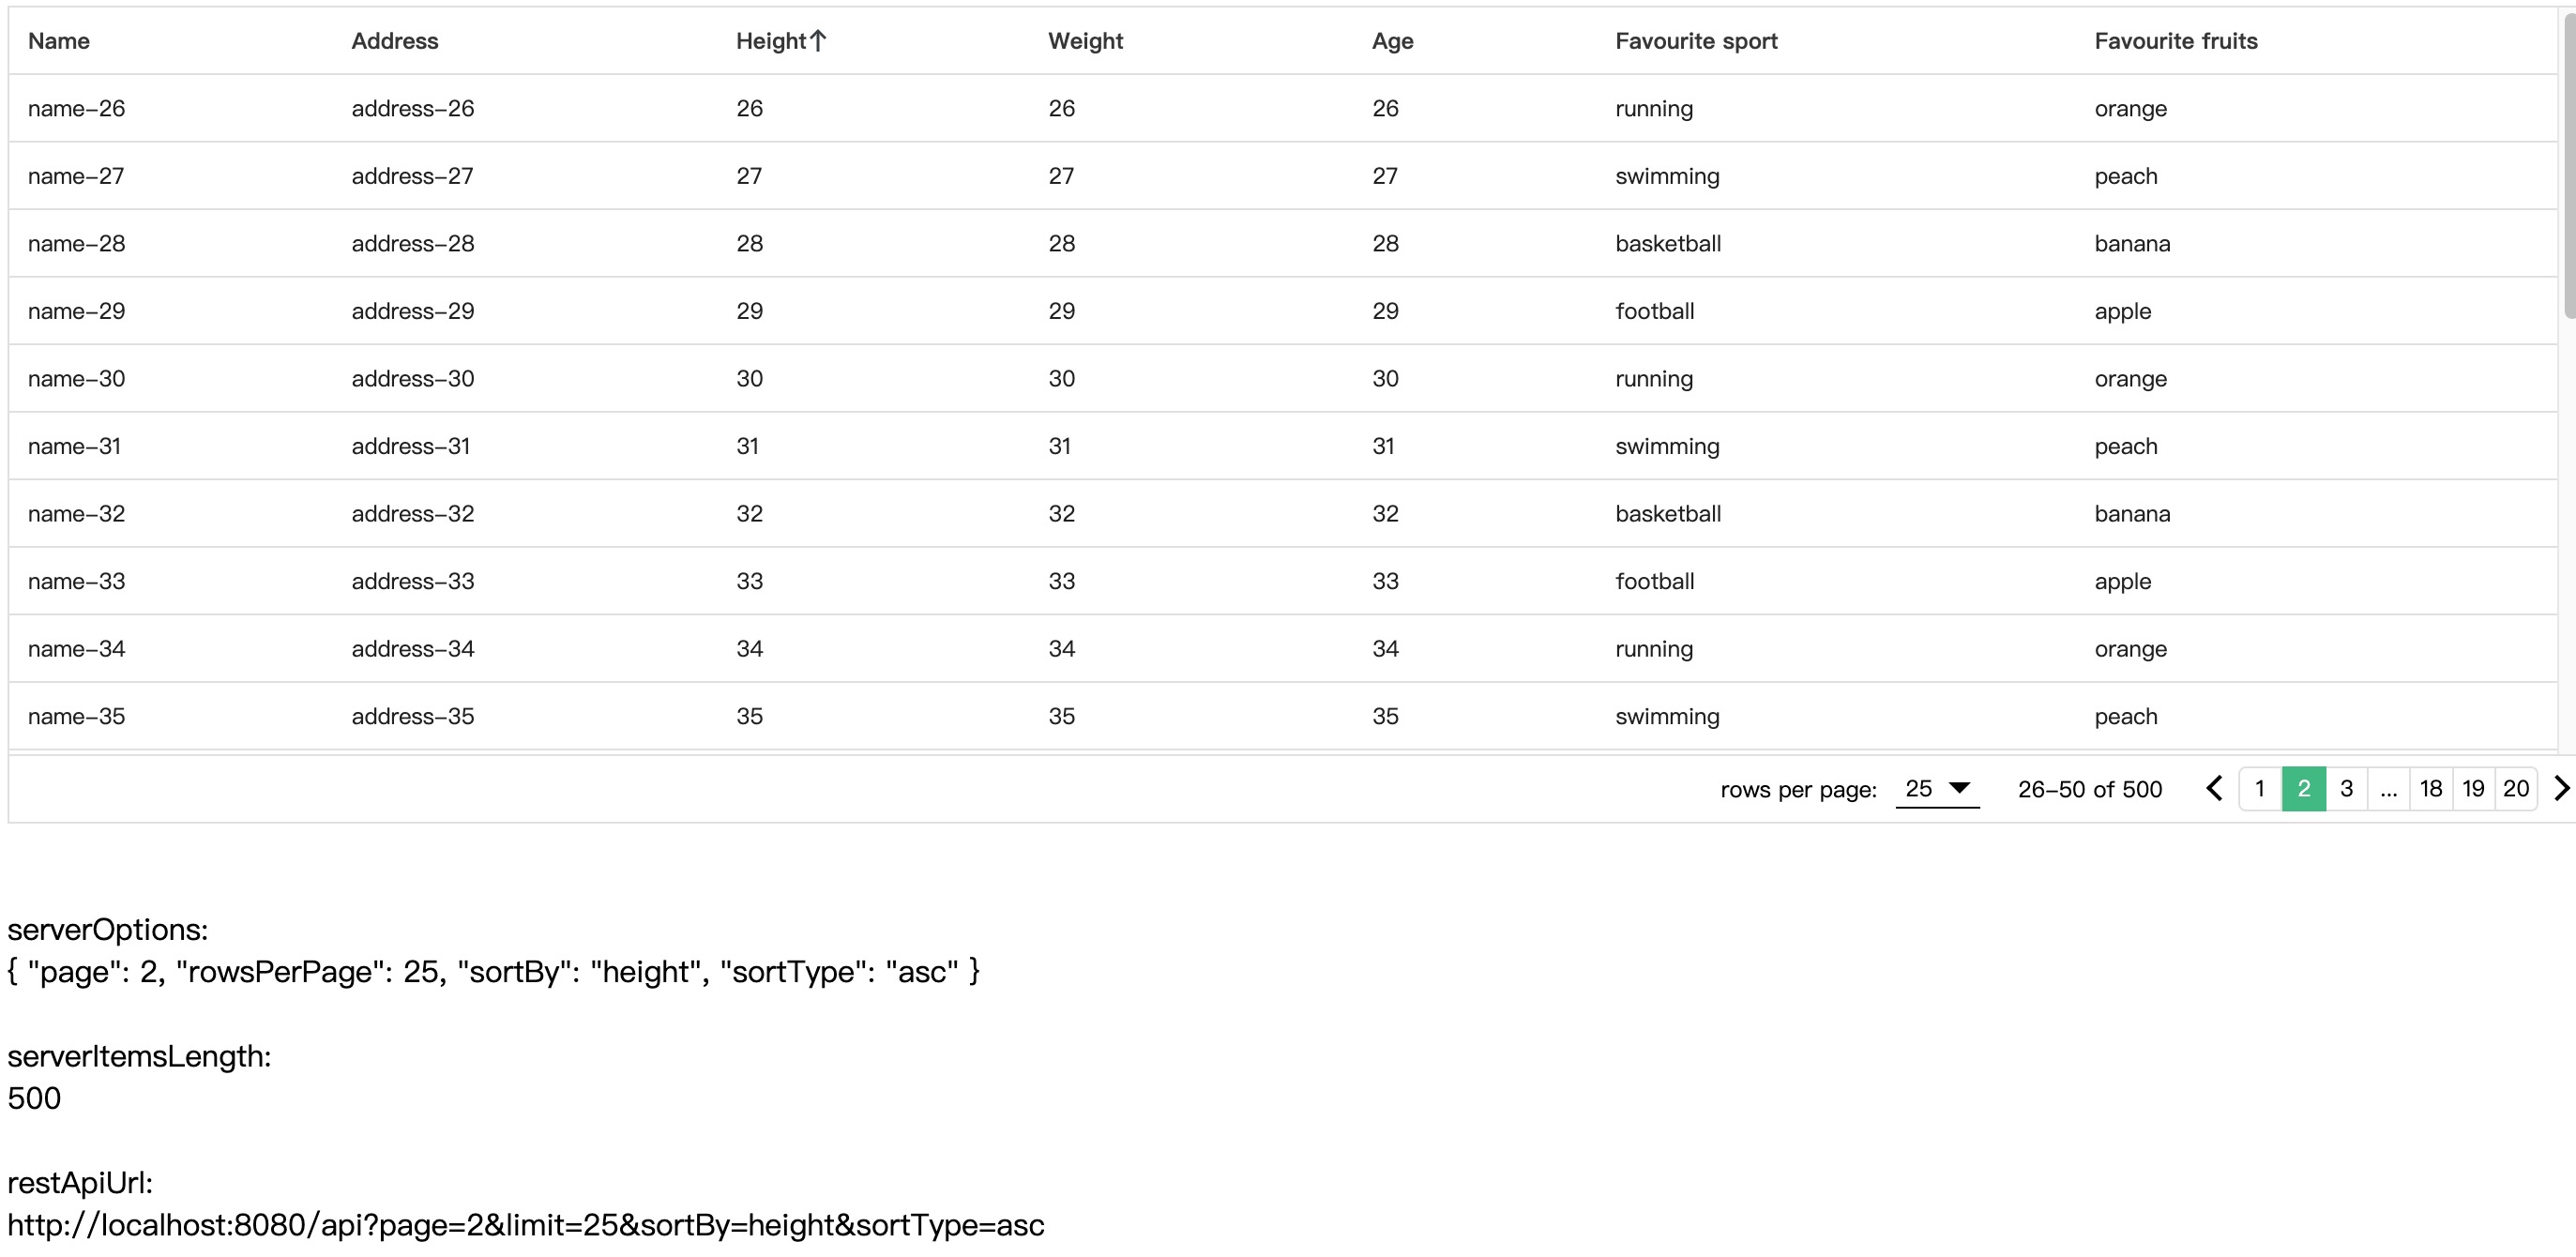 Name Address Height↑ Weight Age Favourite sport Favourite fruits
name-26 address-26 26 26 26 running orange
name-27 address-27 27 27 27 swimming peach
name-28 address-28 28 28 28 basketball banana
name-29 address-29 29 29 29 football apple
name-30 address-30 30 30 30 running orange
name-31 address-31 31 31 31 swimming peach
name-32 address-32 32 32 32 basketball banana
name-33 address-33 33 33 33 football apple
name-34 address-34 34 34 34 running orange
name-35 address-35 35 35 35 swimming peach
rows per page: 25 26–50 of 500 1 2 3 ... 18 19 20
serverOptions:
{ "page": 2, "rowsPerPage": 25, "sortBy": "height", "sortType": "asc" }
serverItemsLength:
500
restApiUrl:
http://localhost:8080/api?page=2&limit=25&sortBy=height&sortType=asc